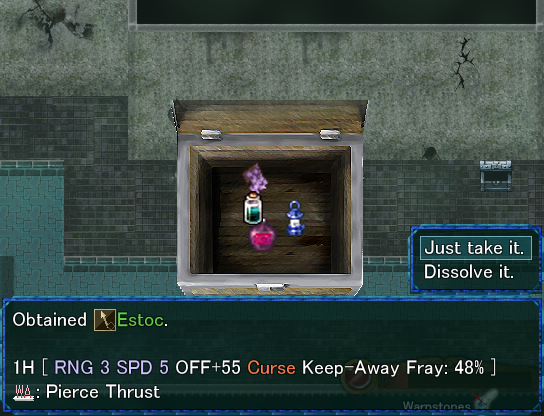 Just take it.
Dissolve it.
Obtained Estoc.
1H [ RNG 3 SPD 5 OFF+55 Curse Keep-Away Fray: 48% ]
WA: Pierce Thrust
Warpstones